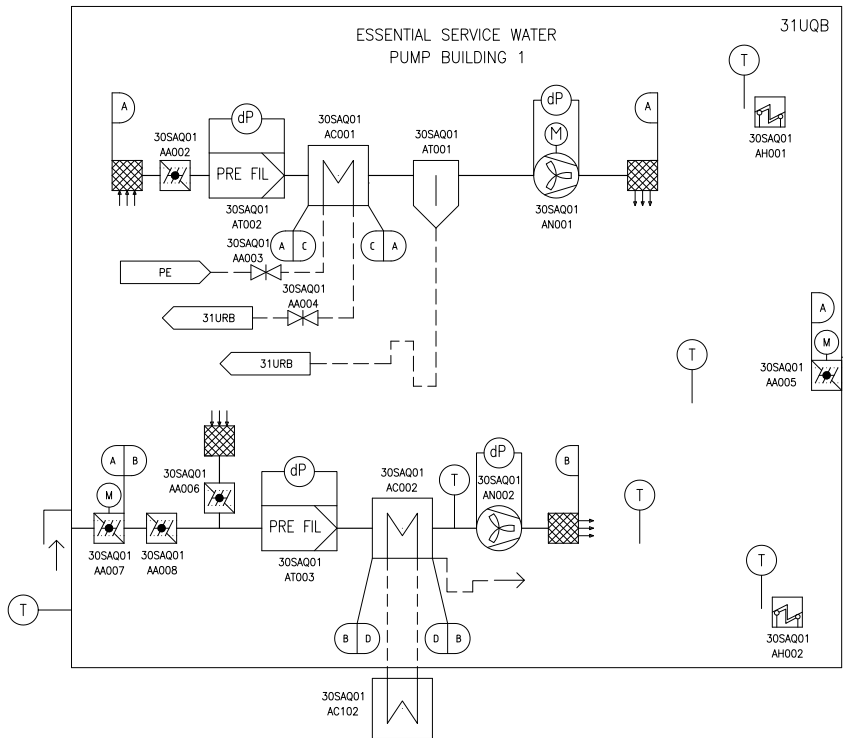 31UQB
ESSENTIAL SERVICE WATER
PUMP BUILDING 1
T
A
dP
30SAQ01
AA002
PRE FIL
30SAQ01
AT002
30SAQ01
AC001
30SAQ01
AT001
dP
M
30SAQ01
AN001
A
30SAQ01
AH001
A
C
C
A
30SAQ01
AA003
PE
30SAQ01
AA004
31URB
31URB
T
A
M
30SAQ01
AA005
A
B
M
30SAQ01
AA007
30SAQ01
AA008
30SAQ01
AA006
dP
PRE FIL
30SAQ01
AT003
30SAQ01
AC002
T
dP
30SAQ01
AN002
B
T
T
T
30SAQ01
AH002
B
D
D
B
30SAQ01
AC102